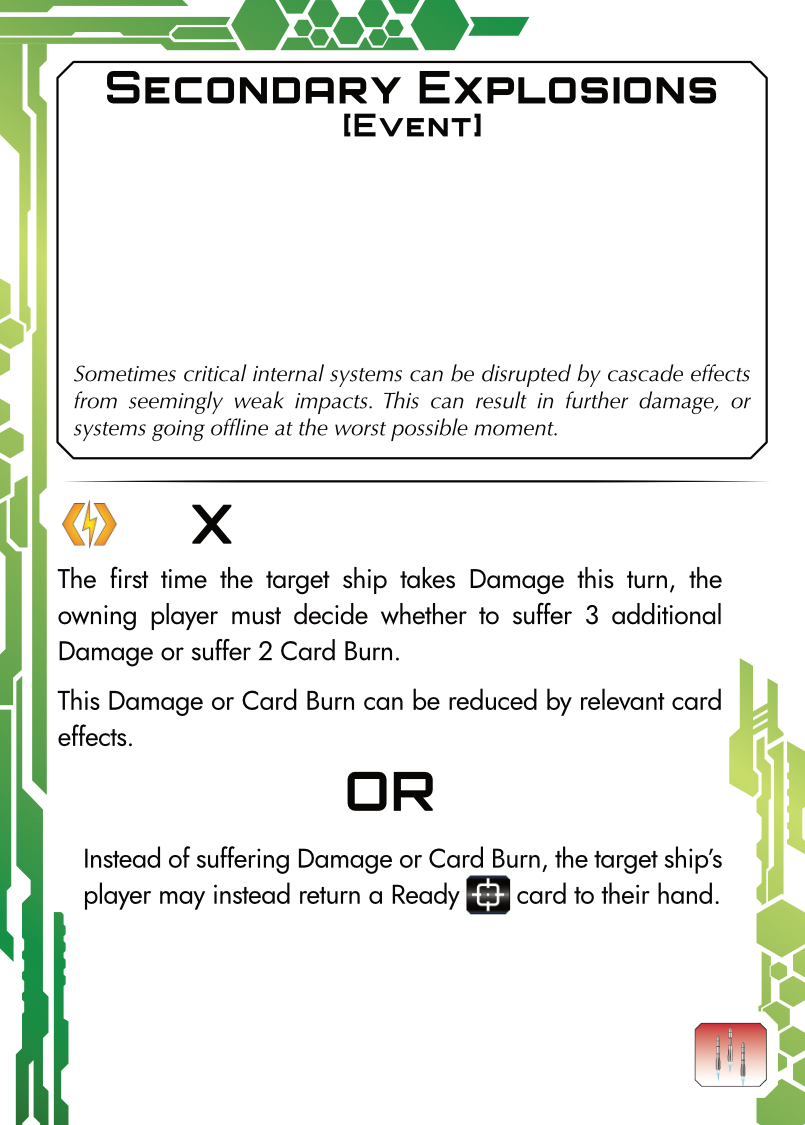 Secondary Explosions
[Event]
Sometimes critical internal systems can be disrupted by cascade effects
from seemingly weak impacts. This can result in further damage, or
systems going offline at the worst possible moment.
X
The first time the target ship takes Damage this turn, the
owning player must decide whether to suffer 3 additional
Damage or suffer 2 Card Burn.
This Damage or Card Burn can be reduced by relevant card
effects.
OR
Instead of suffering Damage or Card Burn, the target ship’s
player may instead return a Ready card to their hand.